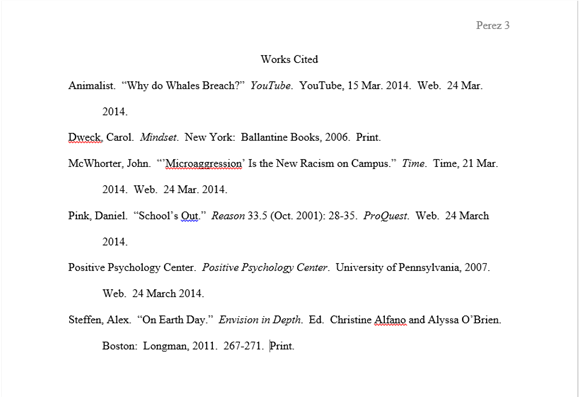 Perez 3
Works Cited
Animalist.  “Why do Whales Breach?”  YouTube.  YouTube, 15 Mar. 2014.  Web.  24 Mar.
2014.
Dweck, Carol.  Mindset.  New York:  Ballantine Books, 2006.  Print.
McWhorter, John.  “‘Microaggression’ Is the New Racism on Campus.”  Time.  Time, 21 Mar.
2014.  Web.  24 Mar. 2014.
Pink, Daniel.  “School’s Out.”  Reason 33.5 (Oct. 2001): 28-35.  ProQuest.  Web.  24 March
2014.
Positive Psychology Center.  Positive Psychology Center.  University of Pennsylvania, 2007.
Web.  24 March 2014.
Steffen, Alex.  “On Earth Day.”  Envision in Depth.  Ed.  Christine Alfano and Alyssa O’Brien.
Boston:  Longman, 2011.  267-271.  Print.